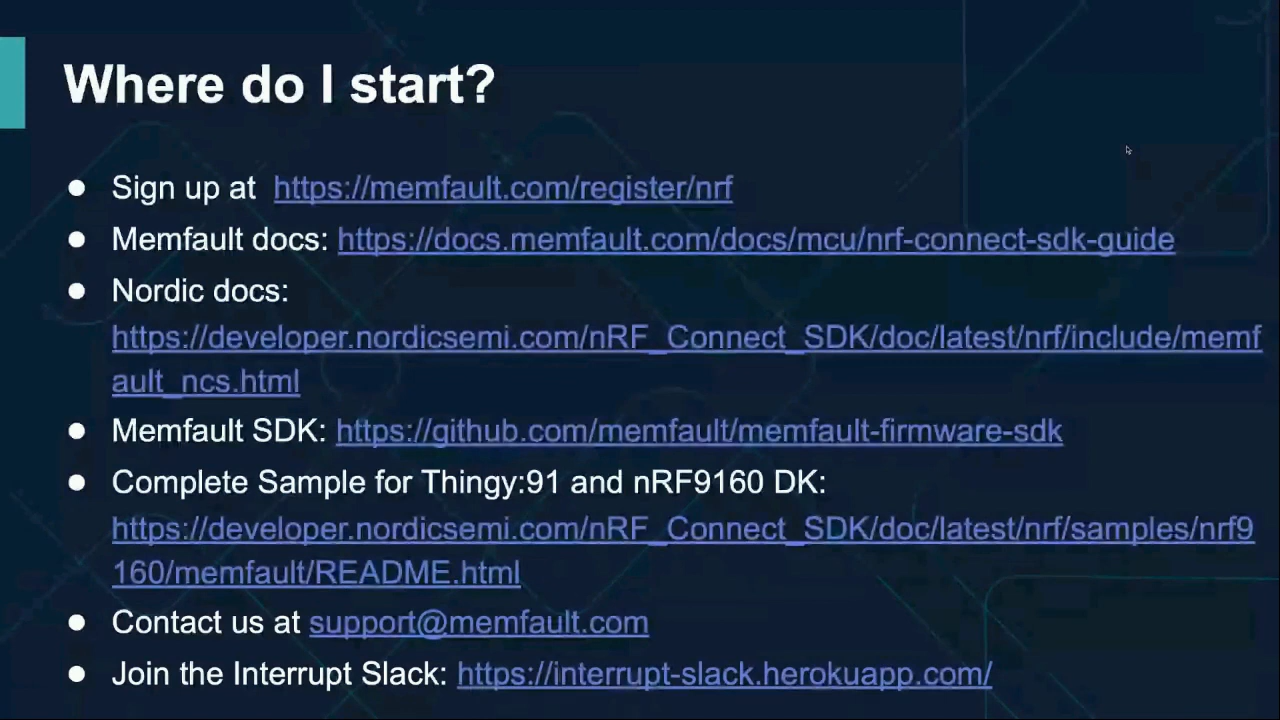 Where do I start?
● Sign up at https://memfault.com/register/nrf
● Memfault docs: https://docs.memfault.com/docs/mcu/nrf-connect-sdk-guide
● Nordic docs:
https://developer.nordicsemi.com/nRF_Connect_SDK/doc/latest/nrf/include/memf
ault_ncs.html
● Memfault SDK: https://github.com/memfault/memfault-firmware-sdk
● Complete Sample for Thingy:91 and nRF9160 DK:
https://developer.nordicsemi.com/nRF_Connect_SDK/doc/latest/nrf/samples/nrf9
160/memfault/README.html
● Contact us at support@memfault.com
● Join the Interrupt Slack: https://interrupt-slack.herokuapp.com/